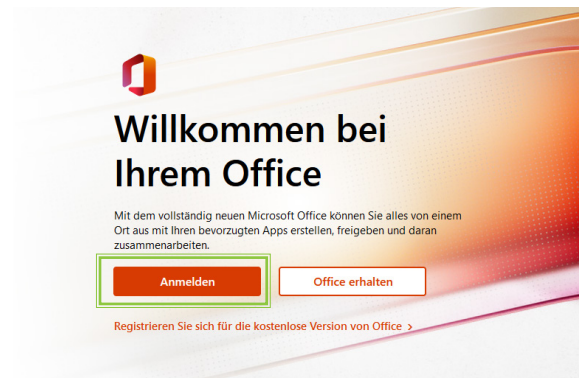 Willkommen bei
Ihrem Office
Mit dem vollständig neuen Microsoft Office können Sie alles von einem
Ort aus mit Ihren bevorzugten Apps erstellen, freigeben und daran
zusammenarbeiten.
Anmelden
Office erhalten
Registrieren Sie sich für die kostenlose Version von Office >